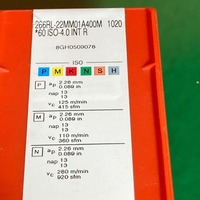 266RL-22MM01A400M 1020
*60 ISO-4.0 INT R
8GH0509078
ISO
P M K N S H
P ap 2.26 mm
0.089 in
nap 13
13
vc 125 m/min
415 sfm
M ap 2.26 mm
0.089 in
nap 13
13
vc 110 m/min
360 sfm
N ap 2.26 mm
0.089 in
nap 13
13
vc 280 m/min
920 sfm